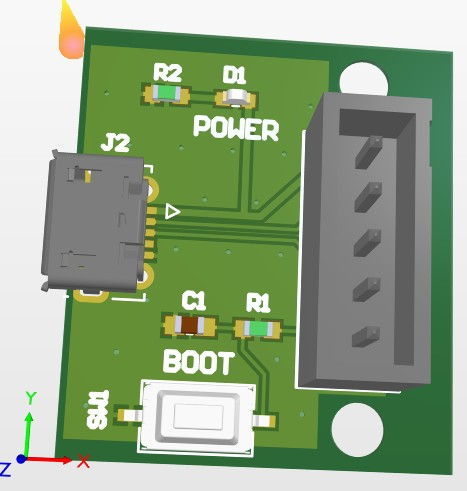 R2 D1
POWER
J2
C1 R1
BOOT
SW1
Y
Z X